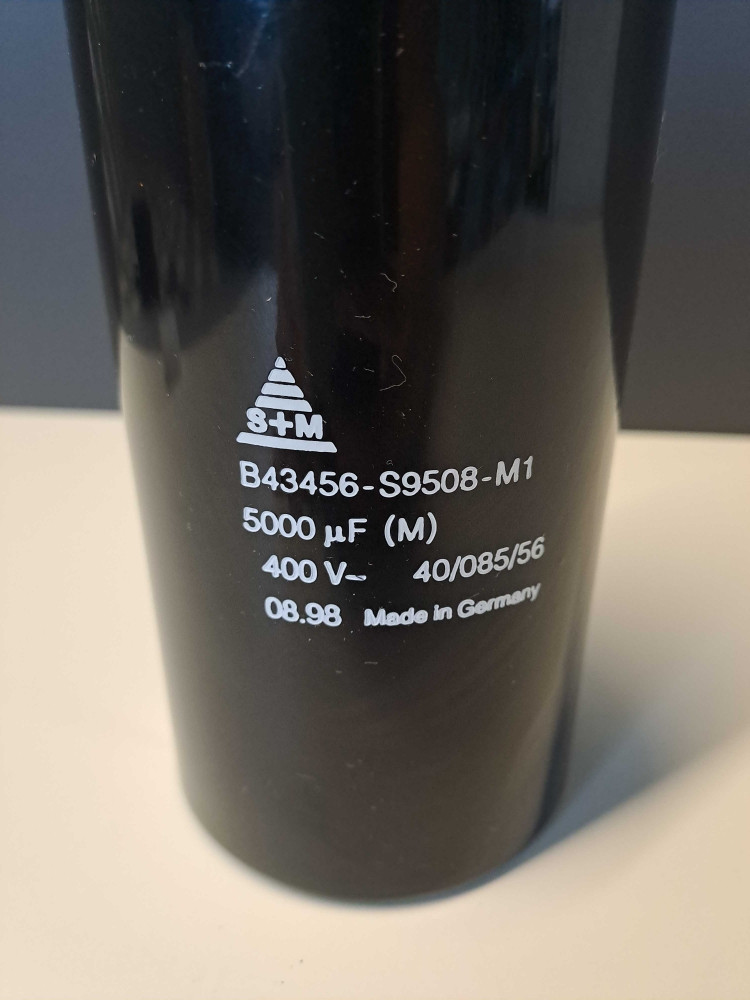 S+M
B43456-S9508-M1
5000 µF (M)
400 V– 40/085/56
08.98 Made in Germany